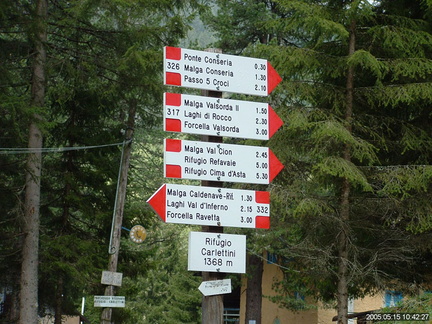 Ponte Conseria 0.30
326 Malga Conseria 1.30
Passo 5 Croci 2.10
Malga Valsorda II 1.50
317 Laghi di Rocco 2.30
Forcella Valsorda 3.00
Malga Val Cion 2.45
Rifugio Refavaie 5.00
Rifugio Cima d'Asta 5.30
Malga Caldenave-Rif. 1.30
Laghi Val d'Inferno 2.15 332
Forcella Ravetta 3.00
Rifugio
Carlettini
1368 m
2005.05.15 10:42:27